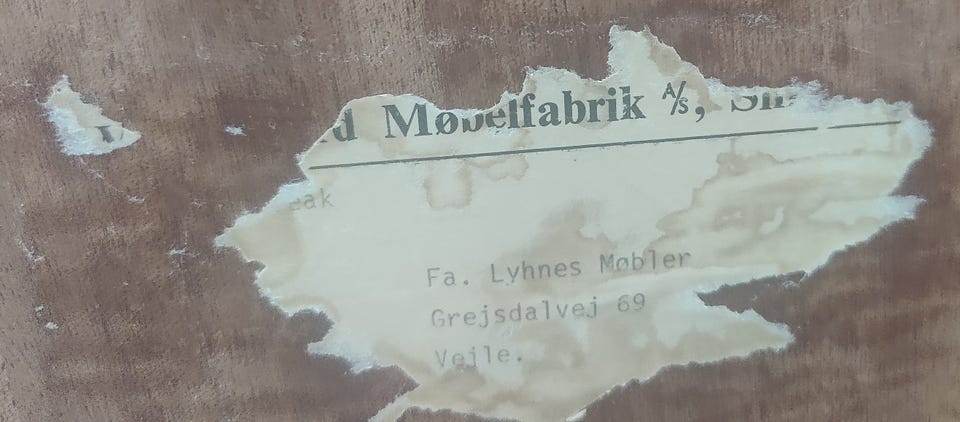 d Møbelfabrik A/S,
eak
Fa. Lyhnes Møbler
Grejsdalvej 69
Vejle.